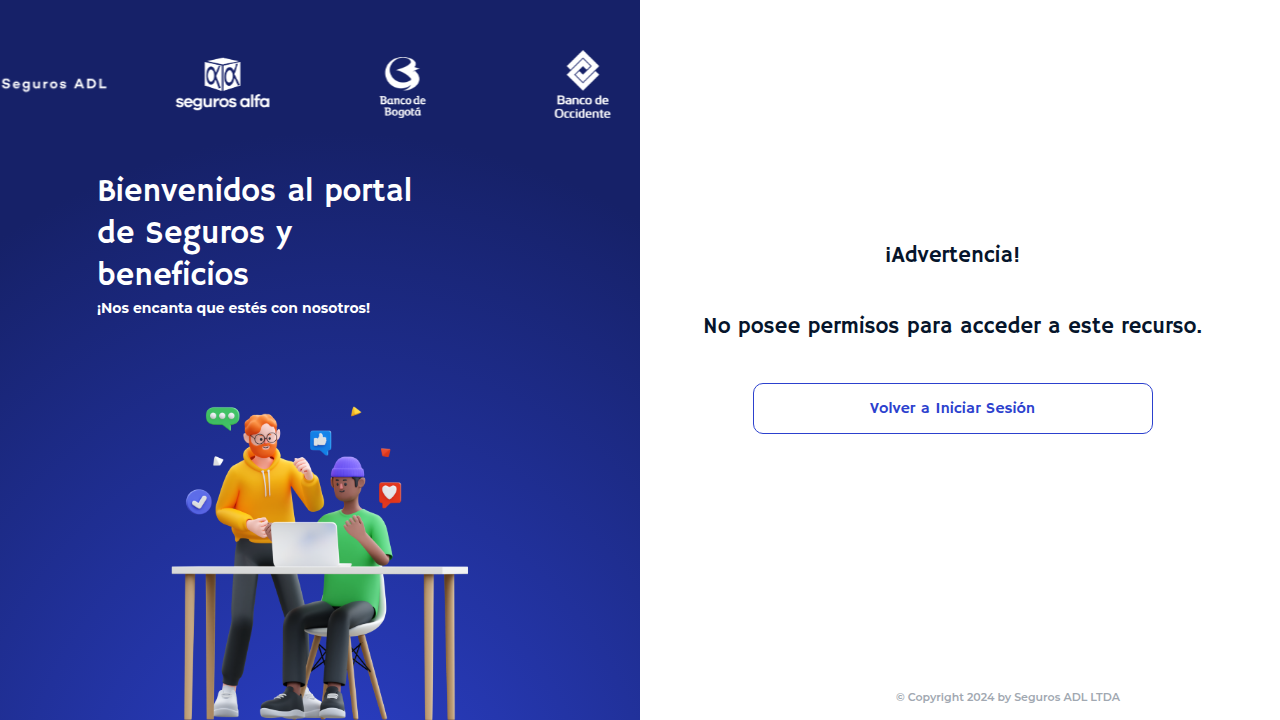 Seguros ADL
seguros alfa
Banco de
Bogotá
Banco de
Occidente
Bienvenidos al portal
de Seguros y
beneficios
¡Nos encanta que estés con nosotros!
¡Advertencia!
No posee permisos para acceder a este recurso.
Volver a Iniciar Sesión
© Copyright 2024 by Seguros ADL LTDA